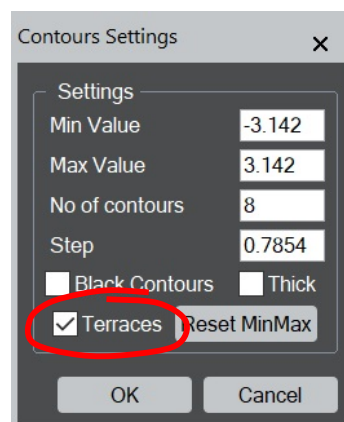 Contours Settings
Settings
Min Value -3.142
Max Value 3.142
No of contours 8
Step 0.7854
Black Contours Thick
Terraces Reset MinMax
OK Cancel